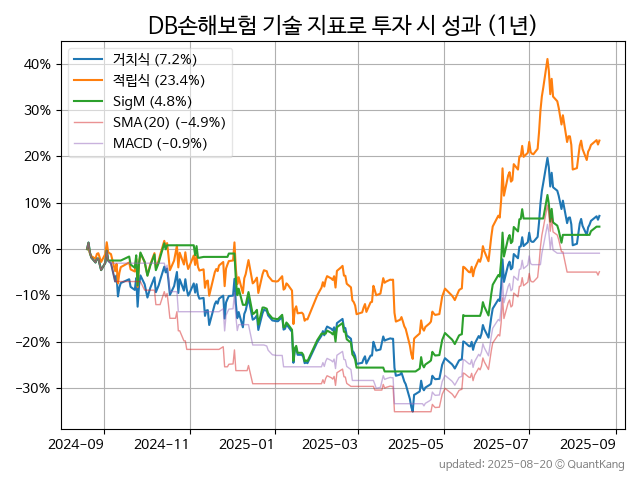 DB손해보험 기술 지표로 투자 시 성과 (1년)
거치식 (7.2%)
적립식 (23.4%)
SigM (4.8%)
SMA(20) (−4.9%)
MACD (−0.9%)
40%
30%
20%
10%
0%
−10%
−20%
−30%
2024-09 2024-11 2025-01 2025-03 2025-05 2025-07 2025-09
updated: 2025-08-20 © QuantKang